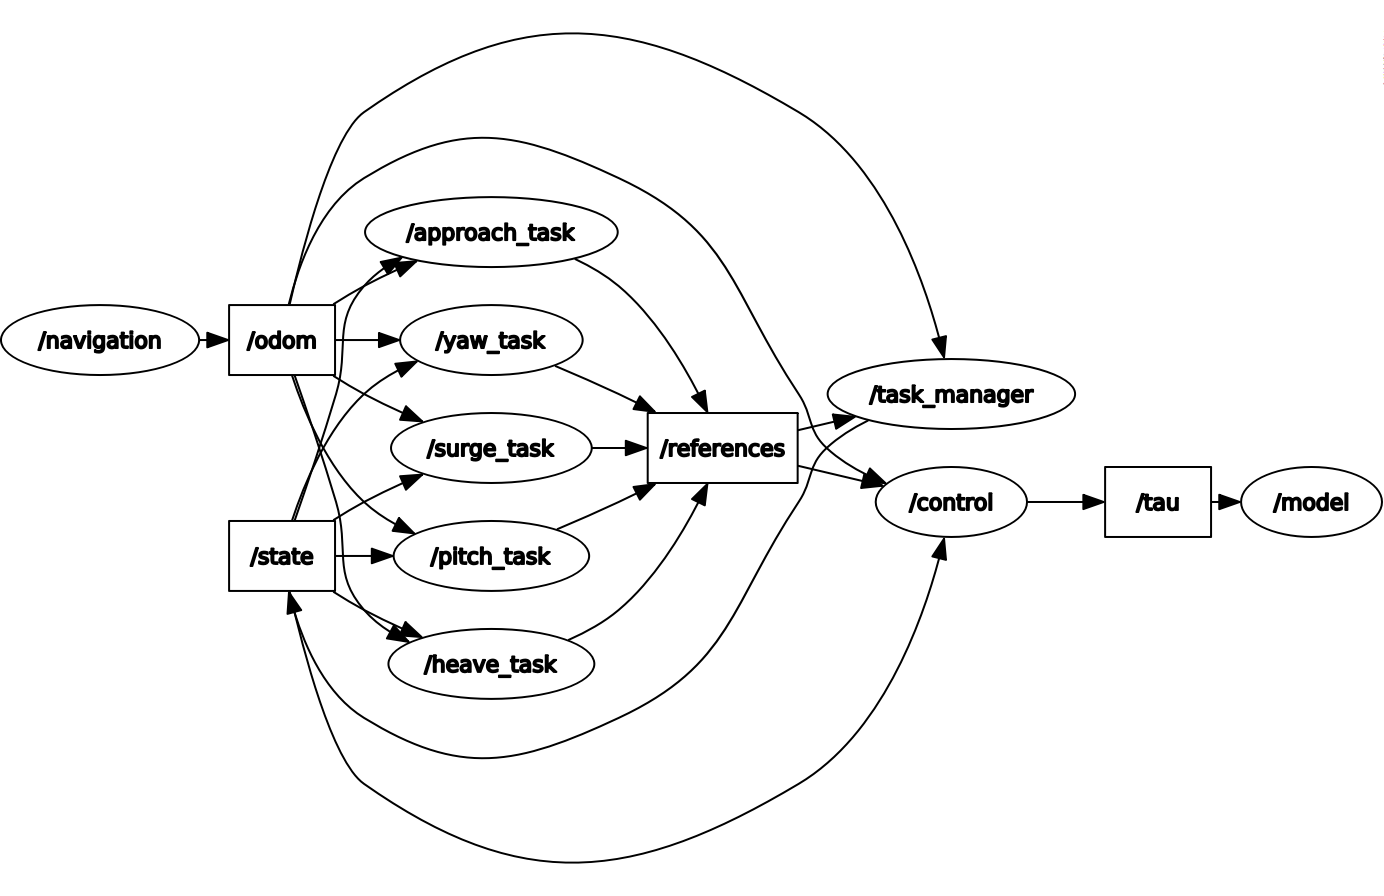 /approach_task
/navigation
/odom
/yaw_task
/task_manager
/surge_task
/references
/control
/tau
/model
/state
/pitch_task
/heave_task